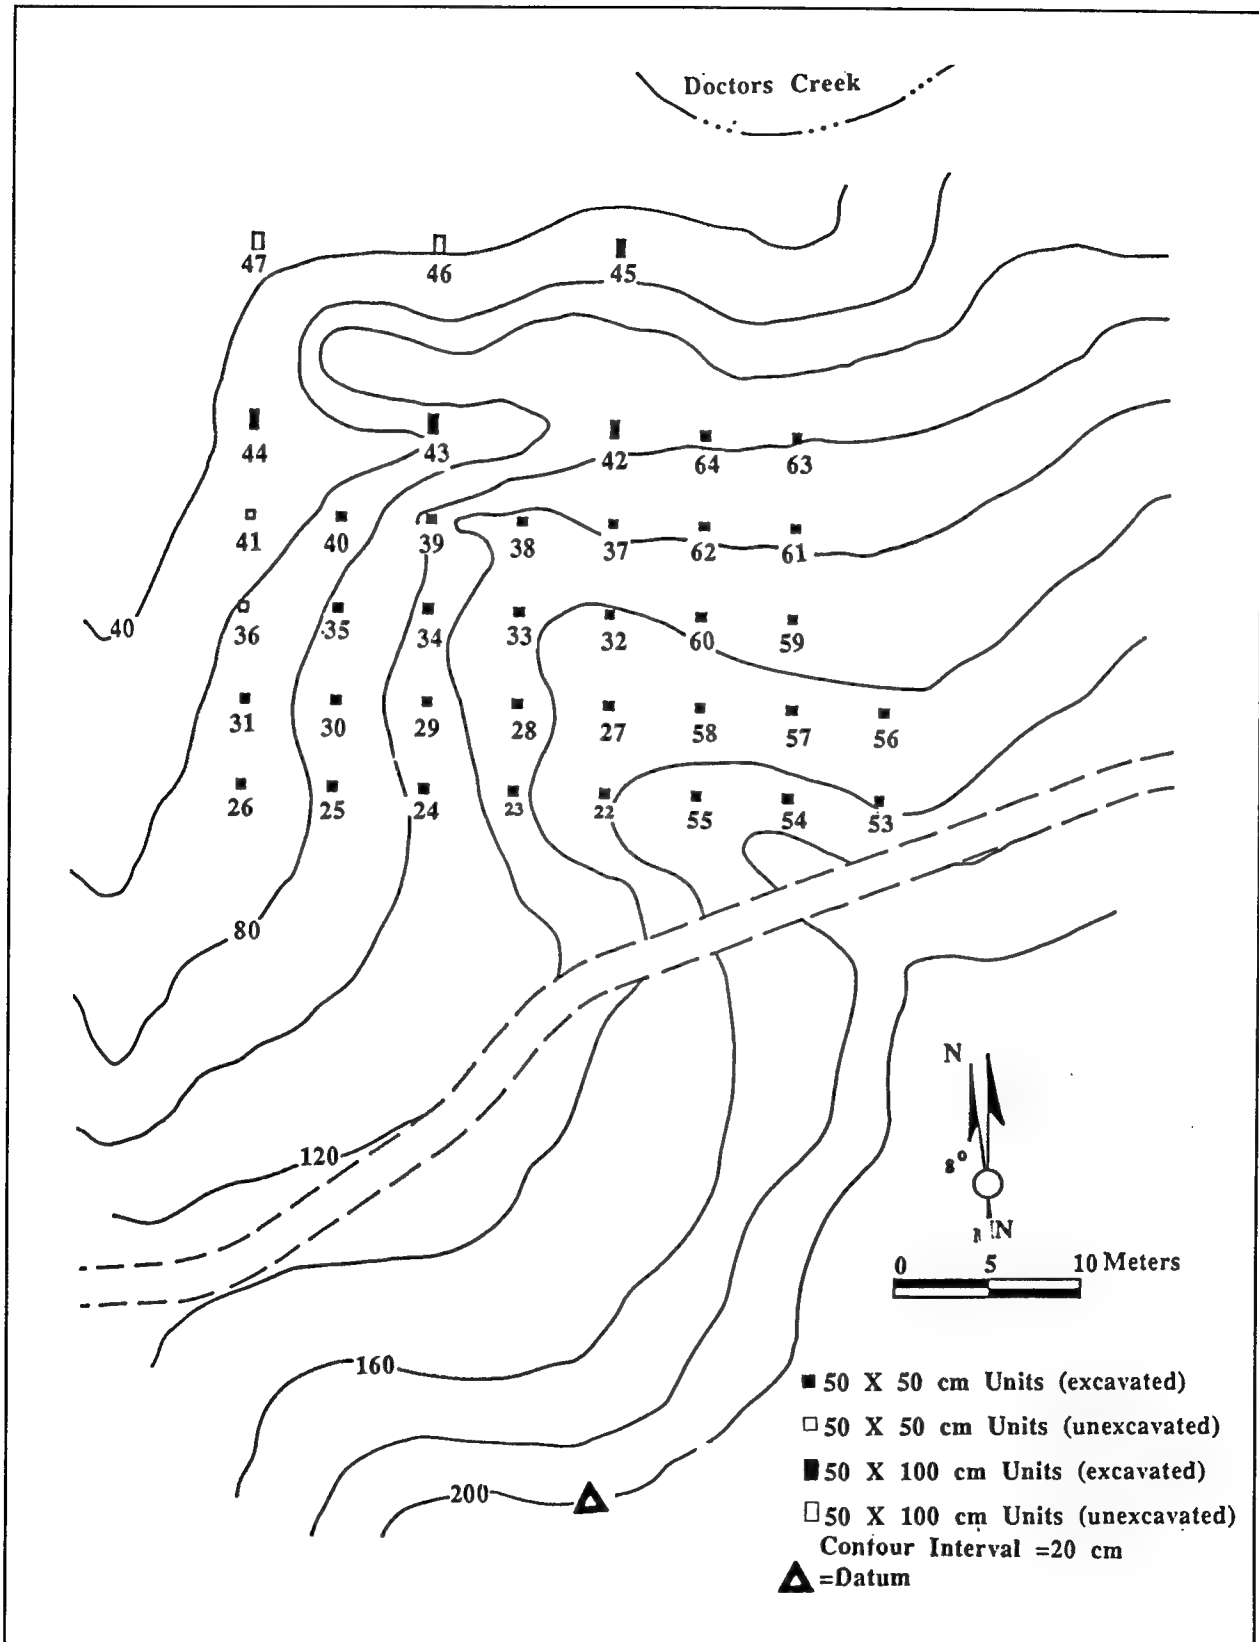 Doctors Creek
47 46 45
44 43 42 64 63
41 40 39 38 37 62 61
40
36 35 34 33 32 60 59
31 30 29 28 27 58 57 56
26 25 24 23 22 55 54 53
80
N
120
8°
N
0 5 10 Meters
160
50 X 50 cm Units (excavated)
50 X 50 cm Units (unexcavated)
50 X 100 cm Units (excavated)
200
50 X 100 cm Units (unexcavated)
Contour Interval =20 cm
=Datum